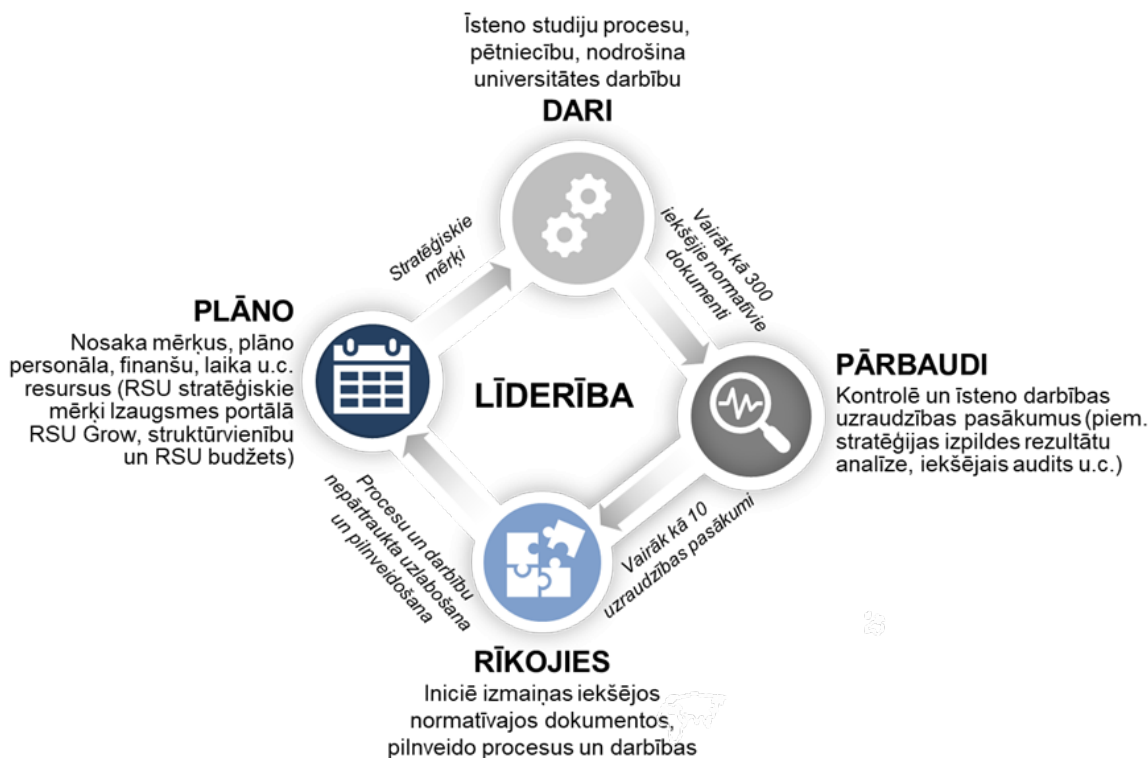 Īsteno studiju procesu,
pētniecību, nodrošina
universitātes darbību
DARI
Stratēģiskie
mērķi
Vairāk kā 300
iekšējie normatīvie
dokumenti
PLĀNO
Nosaka mērķus, plāno
personāla, finanšu, laika u.c.
resursus (RSU stratēģiskie
mērķi Izaugsmes portālā
RSU Grow, struktūrvienību
un RSU budžets)
LĪDERĪBA
PĀRBAUDI
Kontrolē un īsteno darbības
uzraudzības pasākumus (piem.
stratēģijas izpildes rezultātu
analīze, iekšējais audits u.c.)
Procesu un darbību
nepārtraukta uzlabošana
un pilnveidošana
Vairāk kā 10
uzraudzības pasākumi
RĪKOJIES
Iniciē izmaiņas iekšējos
normatīvajos dokumentos,
pilnveido procesus un darbības